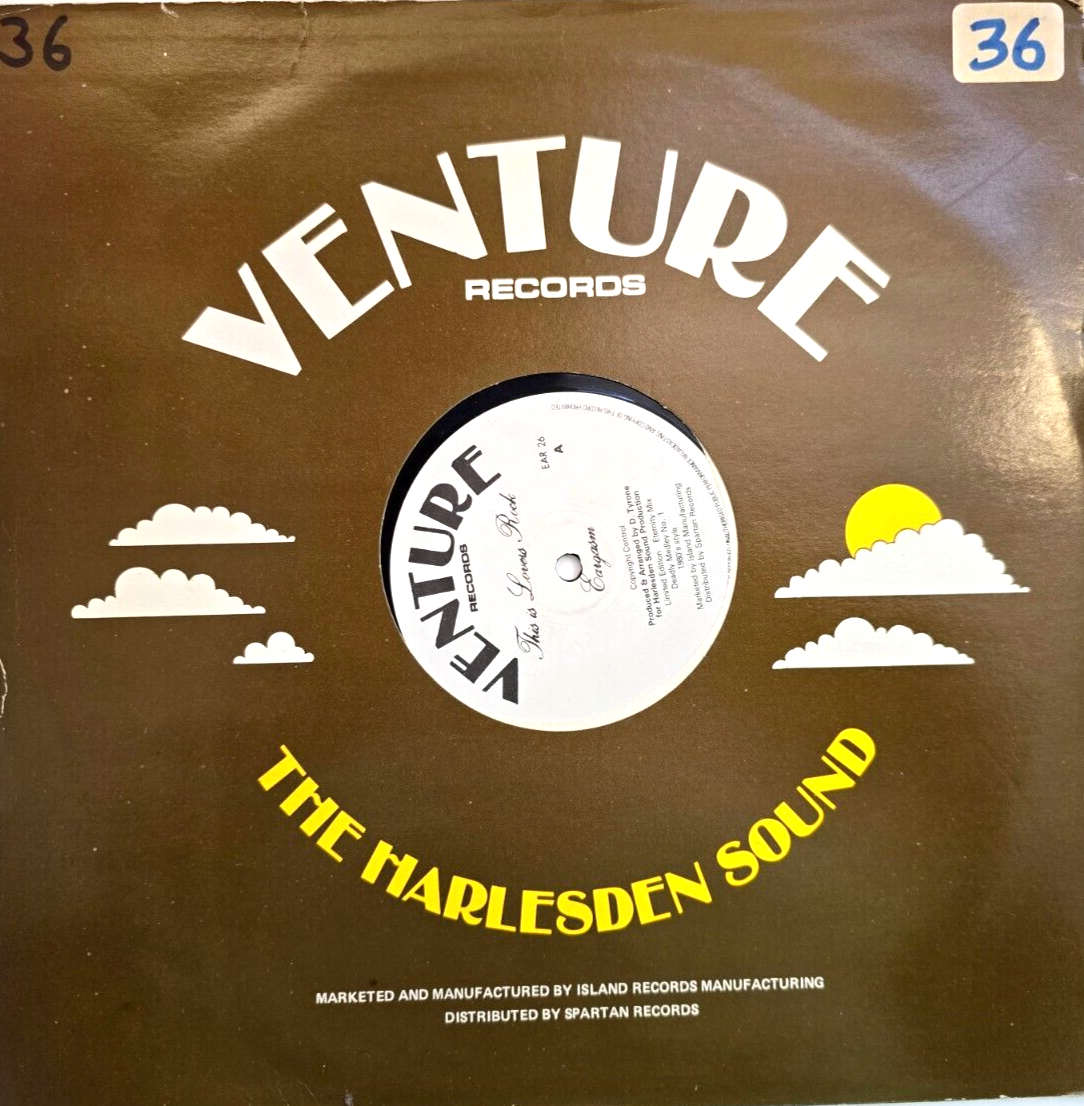 36
36
VENTURE
RECORDS
VENTURE
RECORDS
This is Lovers Rock
EAR 26
A
Eargasm
Copyright Control
Produced & Arranged by D. Tyrone
for Harlesden Sound Production
Limited Edition Eternity Mix
Deadly Medley No. 1
1980's style
Marketed by Island Manufacturing
Distributed by Spartan Records
THE HARLESDEN SOUND
MARKETED AND MANUFACTURED BY ISLAND RECORDS MANUFACTURING
DISTRIBUTED BY SPARTAN RECORDS